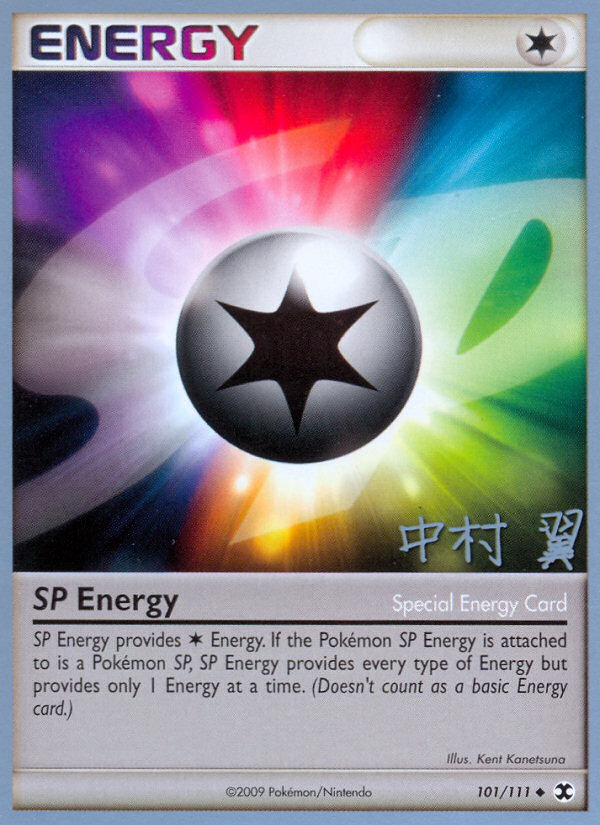 ENERGY
中村 翼
SP Energy
Special Energy Card
SP Energy provides ✶ Energy. If the Pokémon SP Energy is attached
to is a Pokémon SP, SP Energy provides every type of Energy but
provides only 1 Energy at a time. (Doesn't count as a basic Energy
card.)
Illus. Kent Kanetsuna
©2009 Pokémon/Nintendo
101/111 ◆